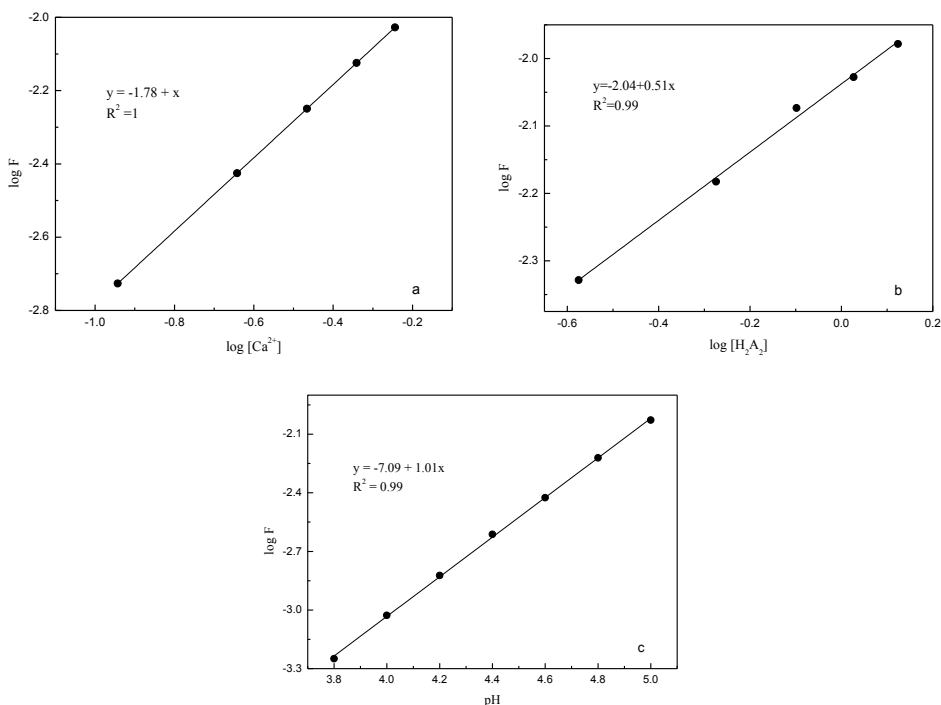 -2.0
-2.2
-2.4
-2.6
-2.8
log F
y = -1.78 + x
R² =1
a
-1.0 -0.8 -0.6 -0.4 -0.2
log [Ca²⁺]
-2.0
-2.1
-2.2
-2.3
log F
y=-2.04+0.51x
R²=0.99
b
-0.6 -0.4 -0.2 0.0 0.2
log [H₂A₂]
-2.1
-2.4
-2.7
-3.0
-3.3
log F
y = -7.09 + 1.01x
R² = 0.99
c
3.8 4.0 4.2 4.4 4.6 4.8 5.0
pH